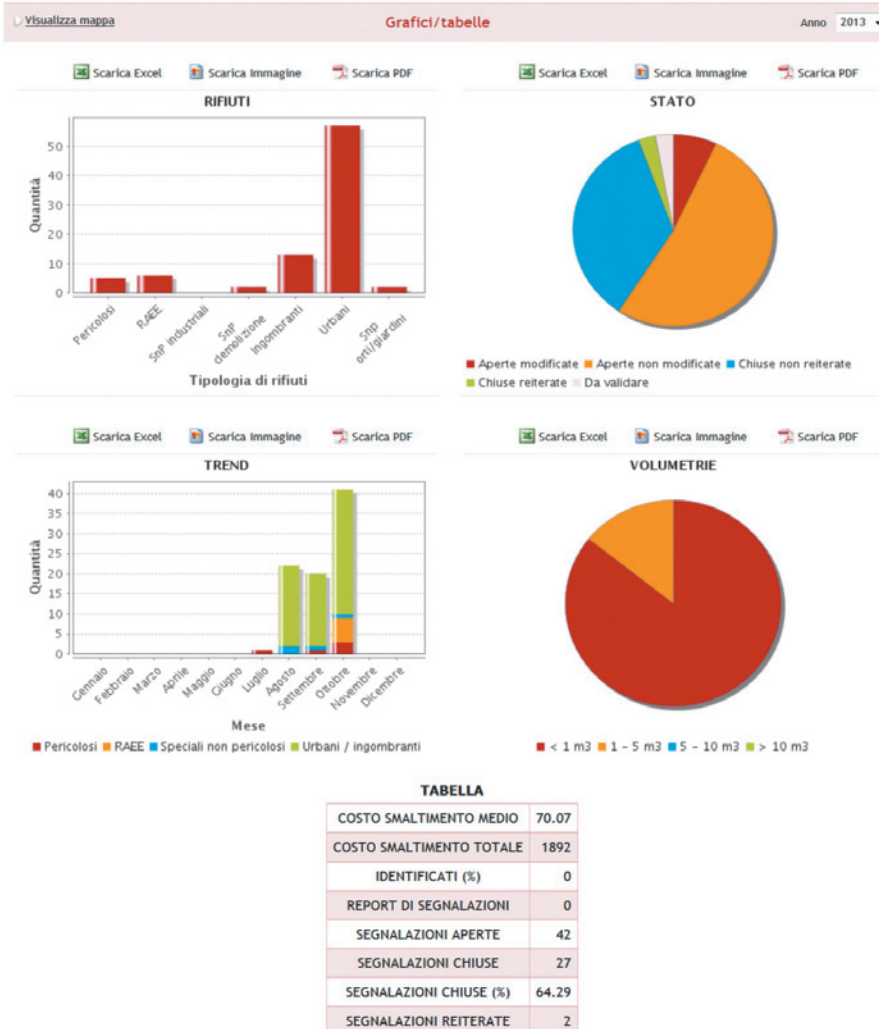 Visualizza mappa
Grafici/tabelle
Anno 2013
Scarica Excel Scarica Immagine Scarica PDF
RIFIUTI
Quantità
50
40
30
20
10
0
Pericolosi
RAEE
SnP industriali
SnP
demolizione
Ingombranti
Urbani
Snp
orti/giardini
Tipologia di rifiuti
Scarica Excel Scarica Immagine Scarica PDF
STATO
Aperte modificate Aperte non modificate Chiuse non reiterate
Chiuse reiterate Da validare
Scarica Excel Scarica Immagine Scarica PDF
TREND
Quantità
40
35
30
25
20
15
10
5
0
Gennaio
Febbraio
Marzo
Aprile
Maggio
Giugno
Luglio
Agosto
Settembre
Ottobre
Novembre
Dicembre
Mese
Pericolosi RAEE Speciali non pericolosi Urbani / ingombranti
Scarica Excel Scarica Immagine Scarica PDF
VOLUMETRIE
< 1 m3 1 - 5 m3 5 - 10 m3 > 10 m3
TABELLA
COSTO SMALTIMENTO MEDIO 70.07
COSTO SMALTIMENTO TOTALE 1892
IDENTIFICATI (%) 0
REPORT DI SEGNALAZIONI 0
SEGNALAZIONI APERTE 42
SEGNALAZIONI CHIUSE 27
SEGNALAZIONI CHIUSE (%) 64.29
SEGNALAZIONI REITERATE 2